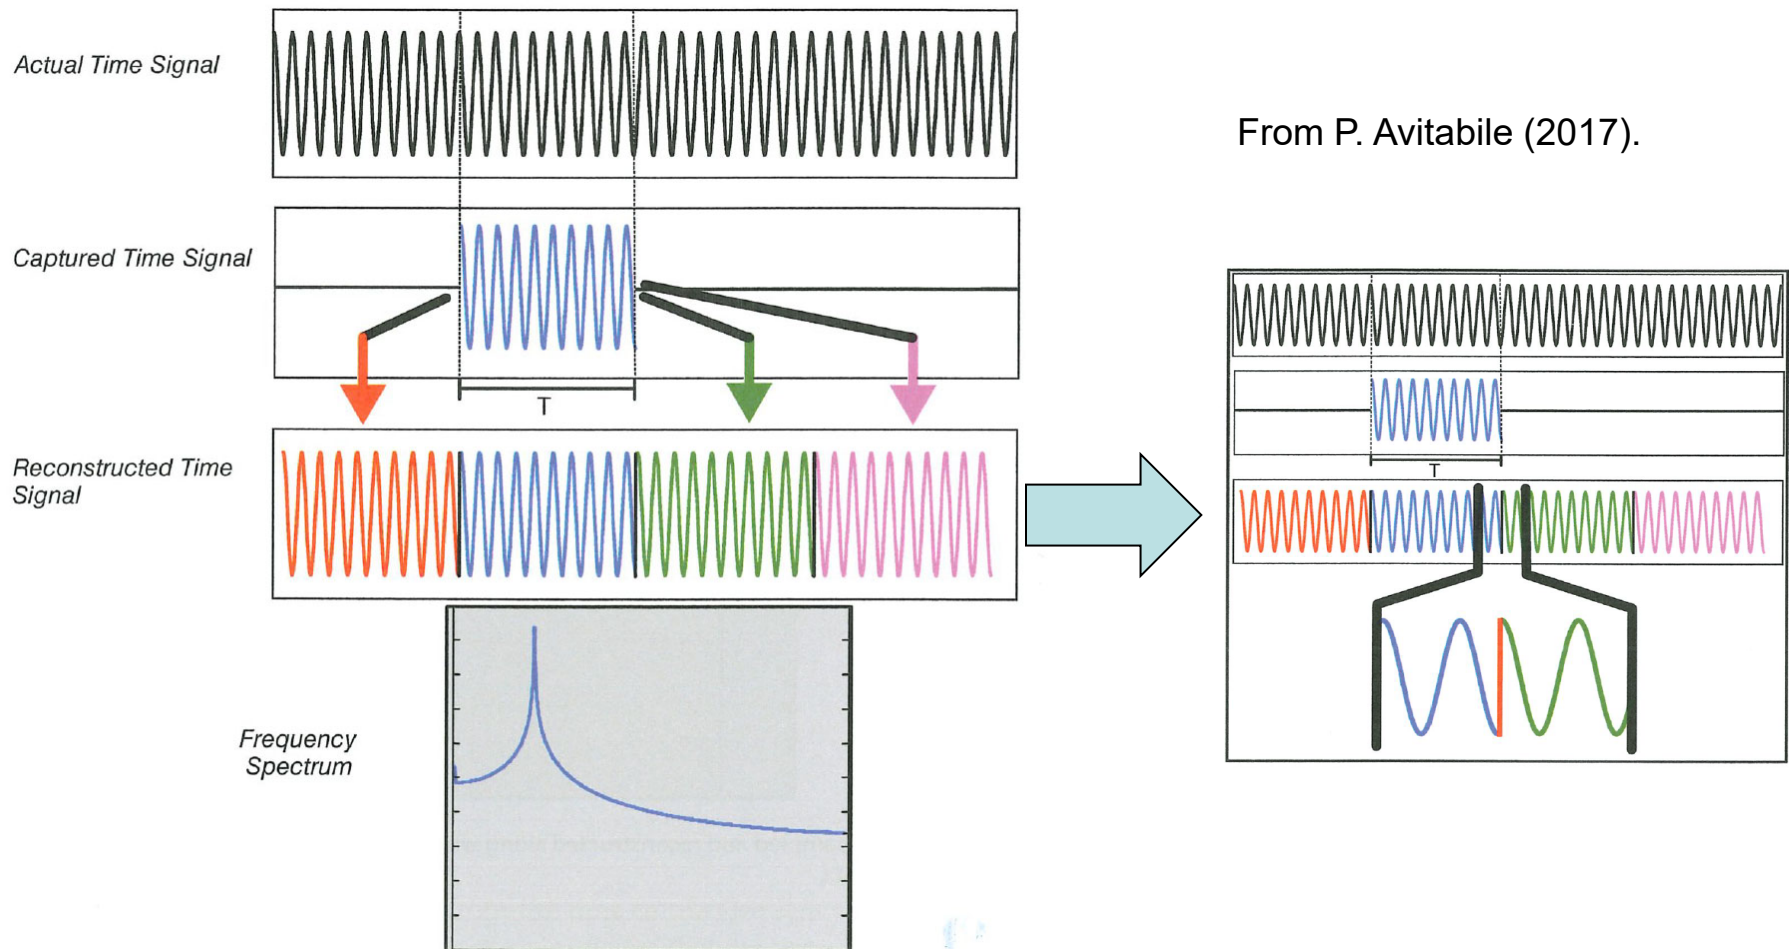 Actual Time Signal
From P. Avitabile (2017).
Captured Time Signal
T
Reconstructed Time
Signal
T
Frequency
Spectrum